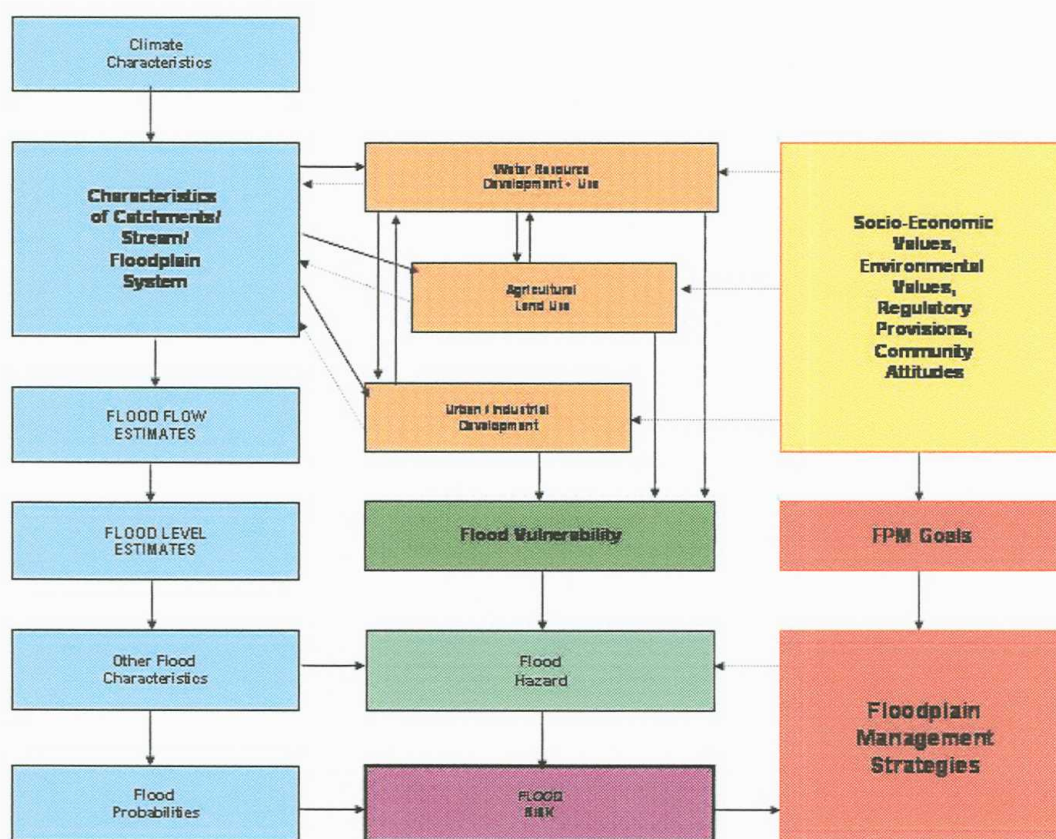 Climate
Characteristics
Characteristics
of Catchments/
Stream/
Floodplain
System
Water Resource
Development + Use
Agricultural
Land Use
Urban / Industrial
Development
Socio-Economic
Values,
Environmental
Values,
Regulatory
Provisions,
Community
Attitudes
FLOOD FLOW
ESTIMATES
FLOOD LEVEL
ESTIMATES
Flood Vulnerability
FPM Goals
Other Flood
Characteristics
Flood
Hazard
Floodplain
Management
Strategies
Flood
Probabilities
FLOOD
RISK